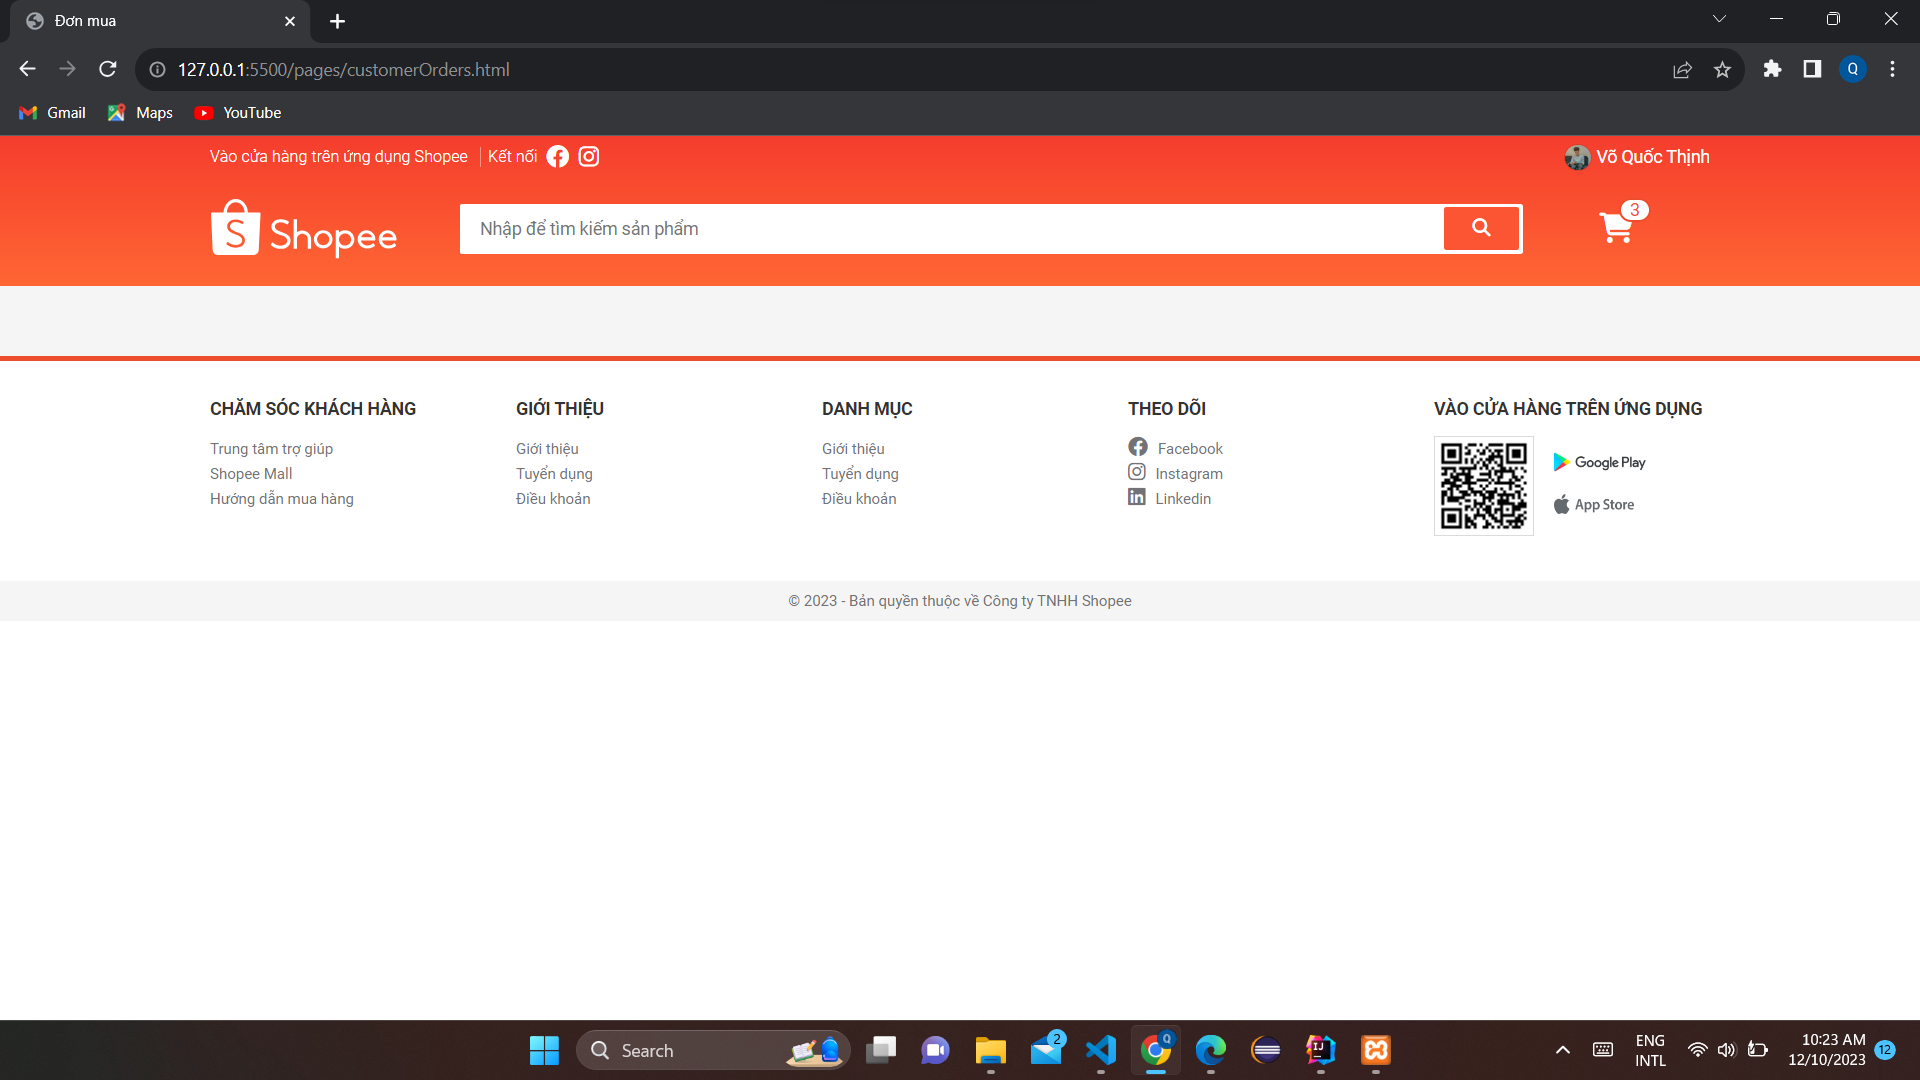 Đơn mua
127.0.0.1:5500/pages/customerOrders.html
Q
Gmail Maps YouTube
Vào cửa hàng trên ứng dụng Shopee Kết nối
Võ Quốc Thịnh
Shopee
Nhập để tìm kiếm sản phẩm
3
CHĂM SÓC KHÁCH HÀNG
Trung tâm trợ giúp
Shopee Mall
Hướng dẫn mua hàng
GIỚI THIỆU
Giới thiệu
Tuyển dụng
Điều khoản
DANH MỤC
Giới thiệu
Tuyển dụng
Điều khoản
THEO DÕI
Facebook
Instagram
Linkedin
VÀO CỬA HÀNG TRÊN ỨNG DỤNG
Google Play
App Store
© 2023 - Bản quyền thuộc về Công ty TNHH Shopee
Search
2
Q
IJ
ENG
INTL
10:23 AM
12/10/2023
12